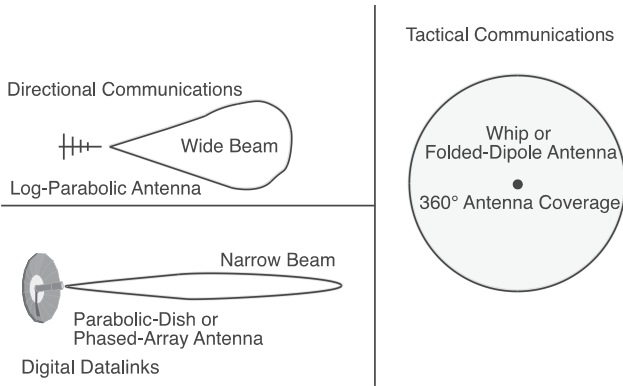 Directional Communications
Wide Beam
Log-Parabolic Antenna
Narrow Beam
Parabolic-Dish or
Phased-Array Antenna
Digital Datalinks
Tactical Communications
Whip or
Folded-Dipole Antenna
360° Antenna Coverage